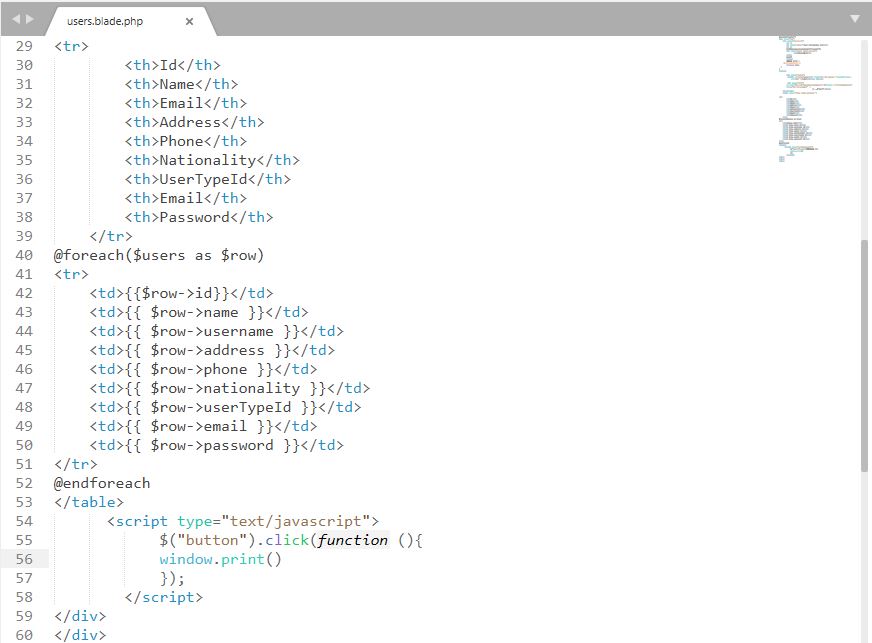 users.blade.php ×
29 <tr>
30 <th>Id</th>
31 <th>Name</th>
32 <th>Email</th>
33 <th>Address</th>
34 <th>Phone</th>
35 <th>Nationality</th>
36 <th>UserTypeId</th>
37 <th>Email</th>
38 <th>Password</th>
39 </tr>
40 @foreach($users as $row)
41 <tr>
42 <td>{{$row->id}}</td>
43 <td>{{ $row->name }}</td>
44 <td>{{ $row->username }}</td>
45 <td>{{ $row->address }}</td>
46 <td>{{ $row->phone }}</td>
47 <td>{{ $row->nationality }}</td>
48 <td>{{ $row->userTypeId }}</td>
49 <td>{{ $row->email }}</td>
50 <td>{{ $row->password }}</td>
51 </tr>
52 @endforeach
53 </table>
54 <script type="text/javascript">
55 $("button").click(function (){
56 window.print()
57 });
58 </script>
59 </div>
60 </div>